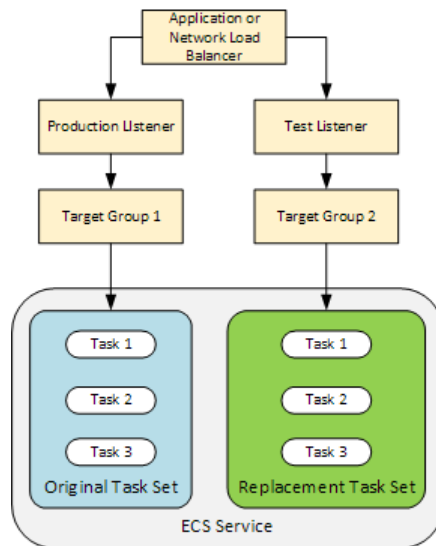 Application or
Network Load
Balancer
Production Listener
Test Listener
Target Group 1
Target Group 2
Task 1
Task 2
Task 3
Original Task Set
Task 1
Task 2
Task 3
Replacement Task Set
ECS Service